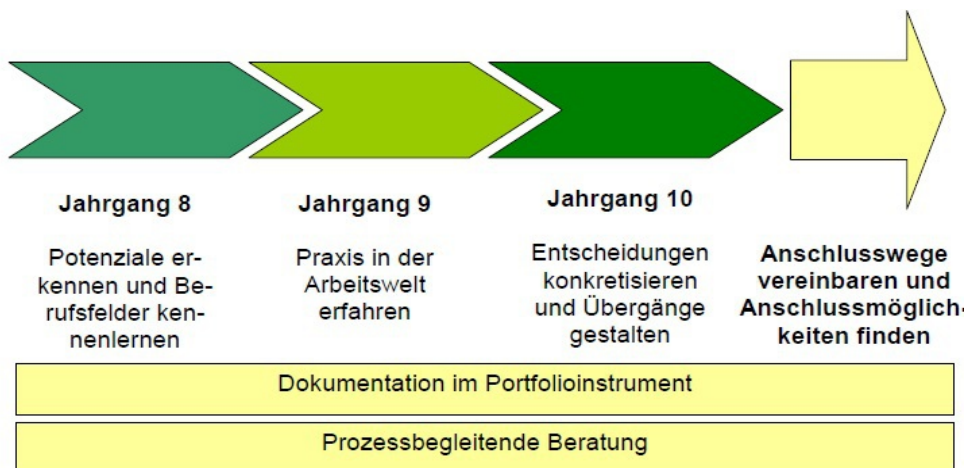 Jahrgang 8
Potenziale er-
kennen und Be-
rufsfelder ken-
nenlernen
Jahrgang 9
Praxis in der
Arbeitswelt
erfahren
Jahrgang 10
Entscheidungen
konkretisieren
und Übergänge
gestalten
Anschlusswege
vereinbaren und
Anschlussmöglich-
keiten finden
Dokumentation im Portfolioinstrument
Prozessbegleitende Beratung